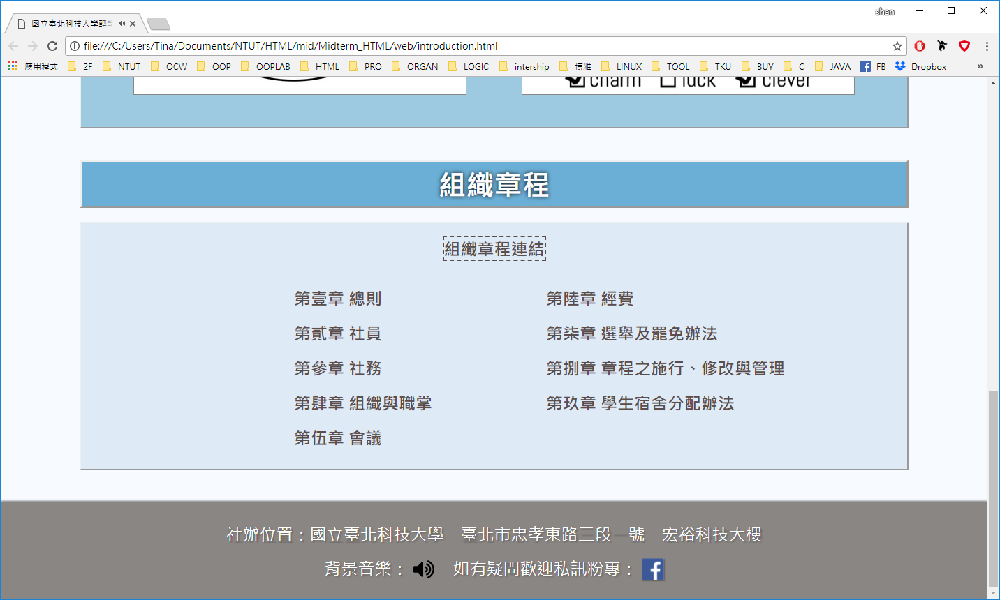 shan
國立臺北科技大學轉學
file:///C:/Users/Tina/Documents/NTUT/HTML/mid/Midterm_HTML/web/introduction.html
應用程式 2F NTUT OCW OOP OOPLAB HTML PRO ORGAN LOGIC intership 博雅 LINUX TOOL TKU BUY C JAVA FB Dropbox »
charm luck clever
組織章程
組織章程連結
第壹章 總則 第陸章 經費
第貳章 社員 第柒章 選舉及罷免辦法
第參章 社務 第捌章 章程之施行、修改與管理
第肆章 組織與職掌 第玖章 學生宿舍分配辦法
第伍章 會議
社辦位置：國立臺北科技大學 臺北市忠孝東路三段一號 宏裕科技大樓
背景音樂： 如有疑問歡迎私訊粉專：